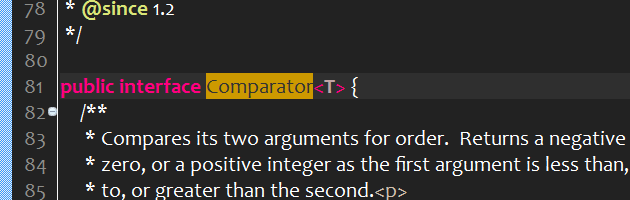 78 * @since 1.2
79 */
80
81 public interface Comparator<T> {
82 /**
83 * Compares its two arguments for order.  Returns a negative
84 * zero, or a positive integer as the first argument is less than,
85 * to, or greater than the second.<p>